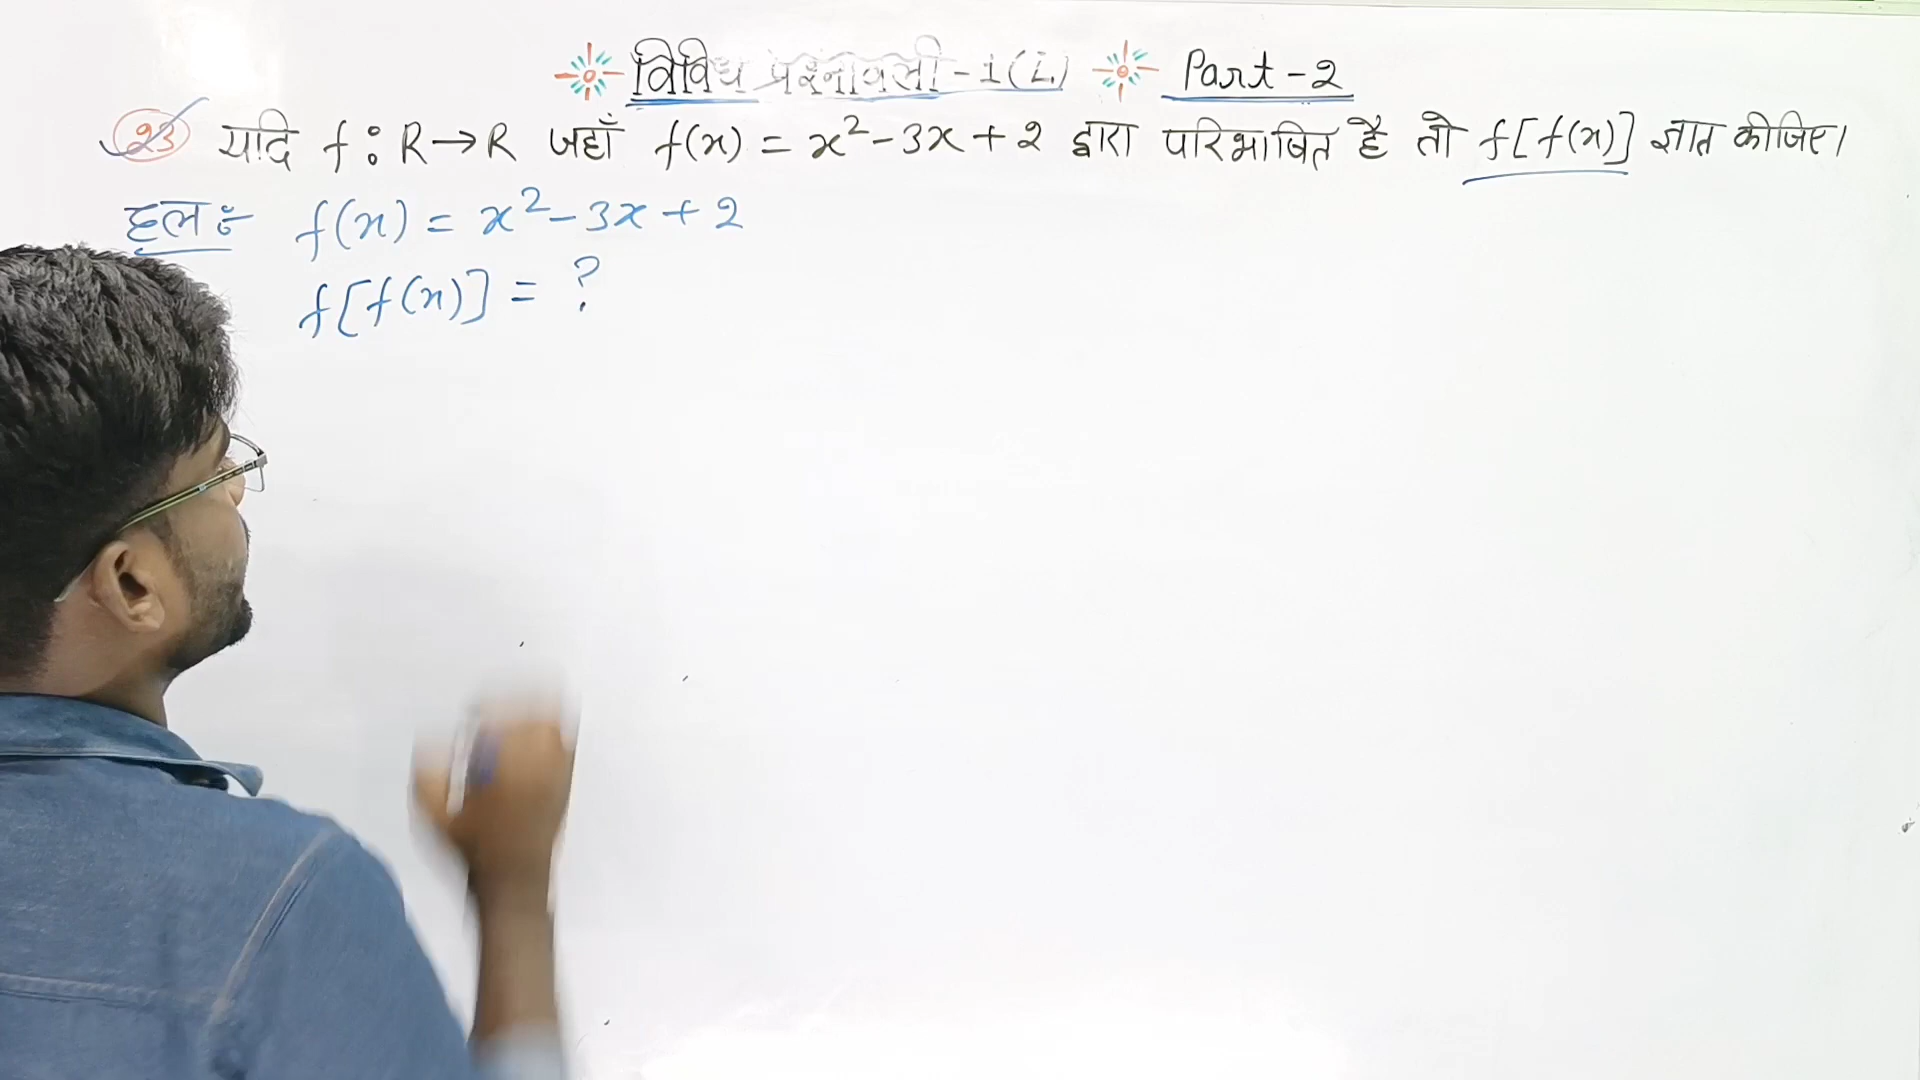 विविध प्रश्नावली - 1 (i.) Part - 2
23 यदि f : R → R जहाँ f(x) = x² - 3x + 2 द्वारा परिभाषित है तो f[f(x)] ज्ञात कीजिए।
हल :- f(x) = x² - 3x + 2
f[f(x)] = ?